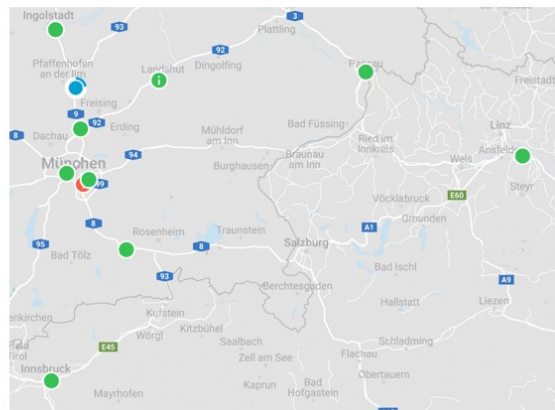 Ingolstadt
93
3
Plattling
92
Pfaffenhofen
an der Ilm
Landshut
i
Dingolfing
Passau
Freising
Freistadt
9
92
Erding
Dachau
8
Mühldorf
am Inn
Bad Füssing
Linz
Ried im
Innkreis
Ansfelden
München
94
Braunau
am Inn
Wels
99
Burghausen
Steyr
E60
Vöcklabruck
8
Gmunden
A1
Rosenheim
Traunstein
95
8
Salzburg
Bad Tölz
93
Bad Ischl
A9
Berchtesgaden
Hallstatt
Liezen
Kufstein
Kitzbühel
E45
Wörgl
Saalbach
Schladming
Zell am See
Flachau
Tirol
Innsbruck
Obertauern
Mayrhofen
Kaprun
Bad
Hofgastein